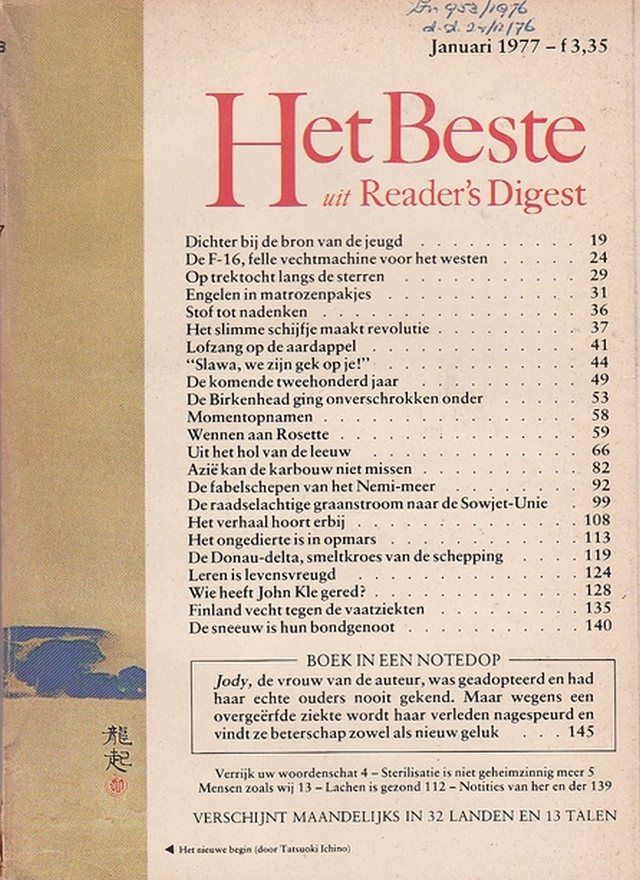 In 953/1976
d.d. 24/12/76
Januari 1977 – f 3,35
Het Beste
uit Reader's Digest
Dichter bij de bron van de jeugd . . . . . . . . . . 19
De F-16, felle vechtmachine voor het westen . . . . . 24
Op trektocht langs de sterren . . . . . . . . . . . 29
Engelen in matrozenpakjes . . . . . . . . . . . . 31
Stof tot nadenken . . . . . . . . . . . . . . . 36
Het slimme schijfje maakt revolutie . . . . . . . . . 37
Lofzang op de aardappel . . . . . . . . . . . . . 41
“Slawa, we zijn gek op je!” . . . . . . . . . . . . 44
De komende tweehonderd jaar . . . . . . . . . . 49
De Birkenhead ging onverschrokken onder . . . . . . 53
Momentopnamen . . . . . . . . . . . . . . . 58
Wennen aan Rosette . . . . . . . . . . . . . . 59
Uit het hol van de leeuw . . . . . . . . . . . . 66
Azië kan de karbouw niet missen . . . . . . . . . . 82
De fabelschepen van het Nemi-meer . . . . . . . . . 92
De raadselachtige graanstroom naar de Sowjet-Unie . . 99
Het verhaal hoort erbij . . . . . . . . . . . . . 108
Het ongedierte is in opmars . . . . . . . . . . . 113
De Donau-delta, smeltkroes van de schepping . . . . . 119
Leren is levensvreugd . . . . . . . . . . . . . 124
Wie heeft John Kle gered? . . . . . . . . . . . . 128
Finland vecht tegen de vaatziekten . . . . . . . . . 135
De sneeuw is hun bondgenoot . . . . . . . . . . 140
BOEK IN EEN NOTEDOP
Jody, de vrouw van de auteur, was geadopteerd en had
haar echte ouders nooit gekend. Maar wegens een
overgeërfde ziekte wordt haar verleden nagespeurd en
vindt ze beterschap zowel als nieuw geluk . . . 145
Verrijk uw woordenschat 4 – Sterilisatie is niet geheimzinnig meer 5
Mensen zoals wij 13 – Lachen is gezond 112 – Notities van her en der 139
VERSCHIJNT MAANDELIJKS IN 32 LANDEN EN 13 TALEN
◄ Het nieuwe begin (door Tatsuoki Ichino)
龍起